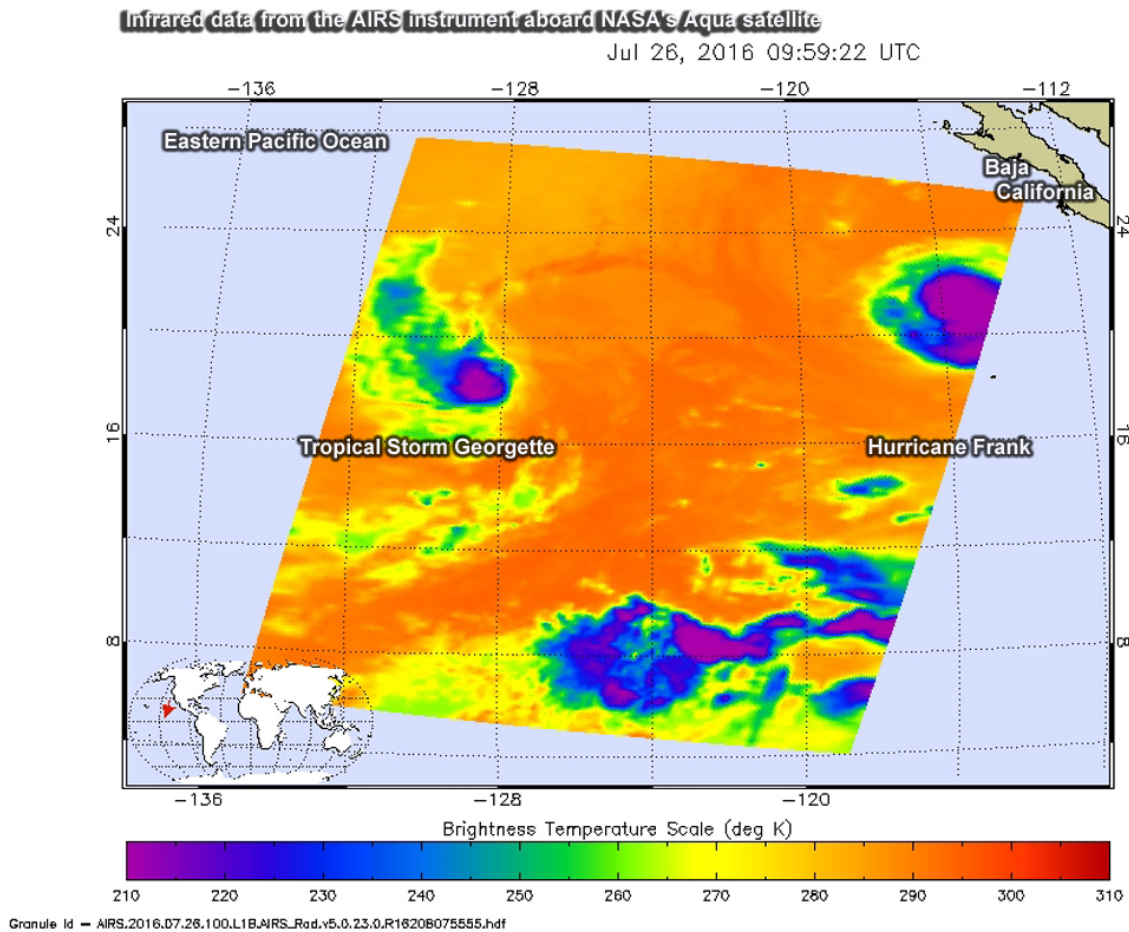 Infrared data from the AIRS instrument aboard NASA's Aqua satellite
Jul 26, 2016 09:59:22 UTC
-136 -128 -120 -112
Eastern Pacific Ocean
Baja
California
24 24
Tropical Storm Georgette
Hurricane Frank
16 16
8 8
-136 -128 -120
Brightness Temperature Scale (deg K)
210 220 230 240 250 260 270 280 290 300 310
Granule Id – AIRS.2016.07.26.100.L1B.AIRS_Rad.v5.0.23.0.R16208075555.hdf